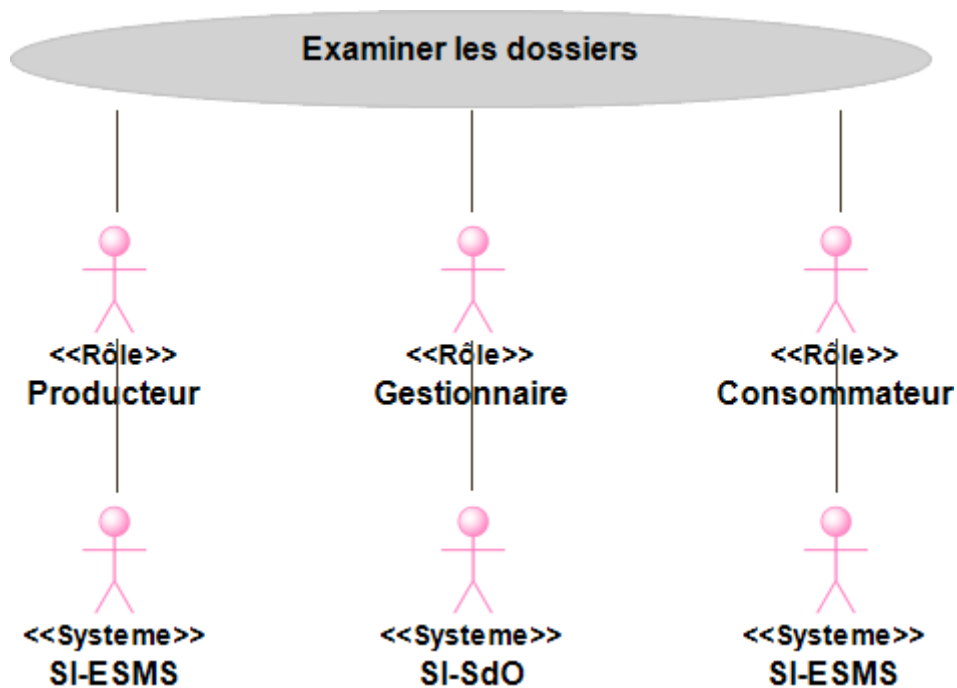 Examiner les dossiers
<<Rôle>>
Producteur
<<Rôle>>
Gestionnaire
<<Rôle>>
Consommateur
<<Systeme>>
SI-ESMS
<<Systeme>>
SI-SdO
<<Systeme>>
SI-ESMS